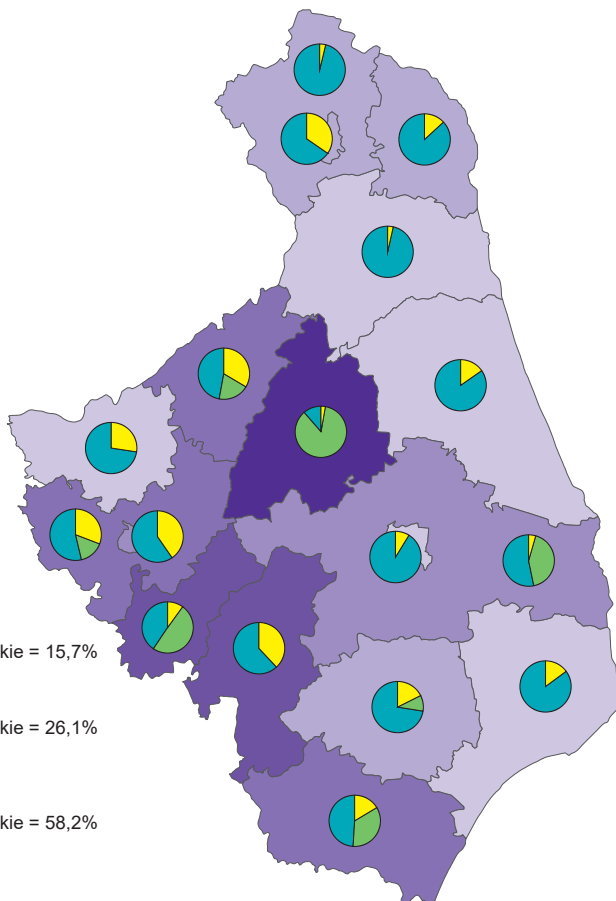 kie = 15,7%
kie = 26,1%
kie = 58,2%